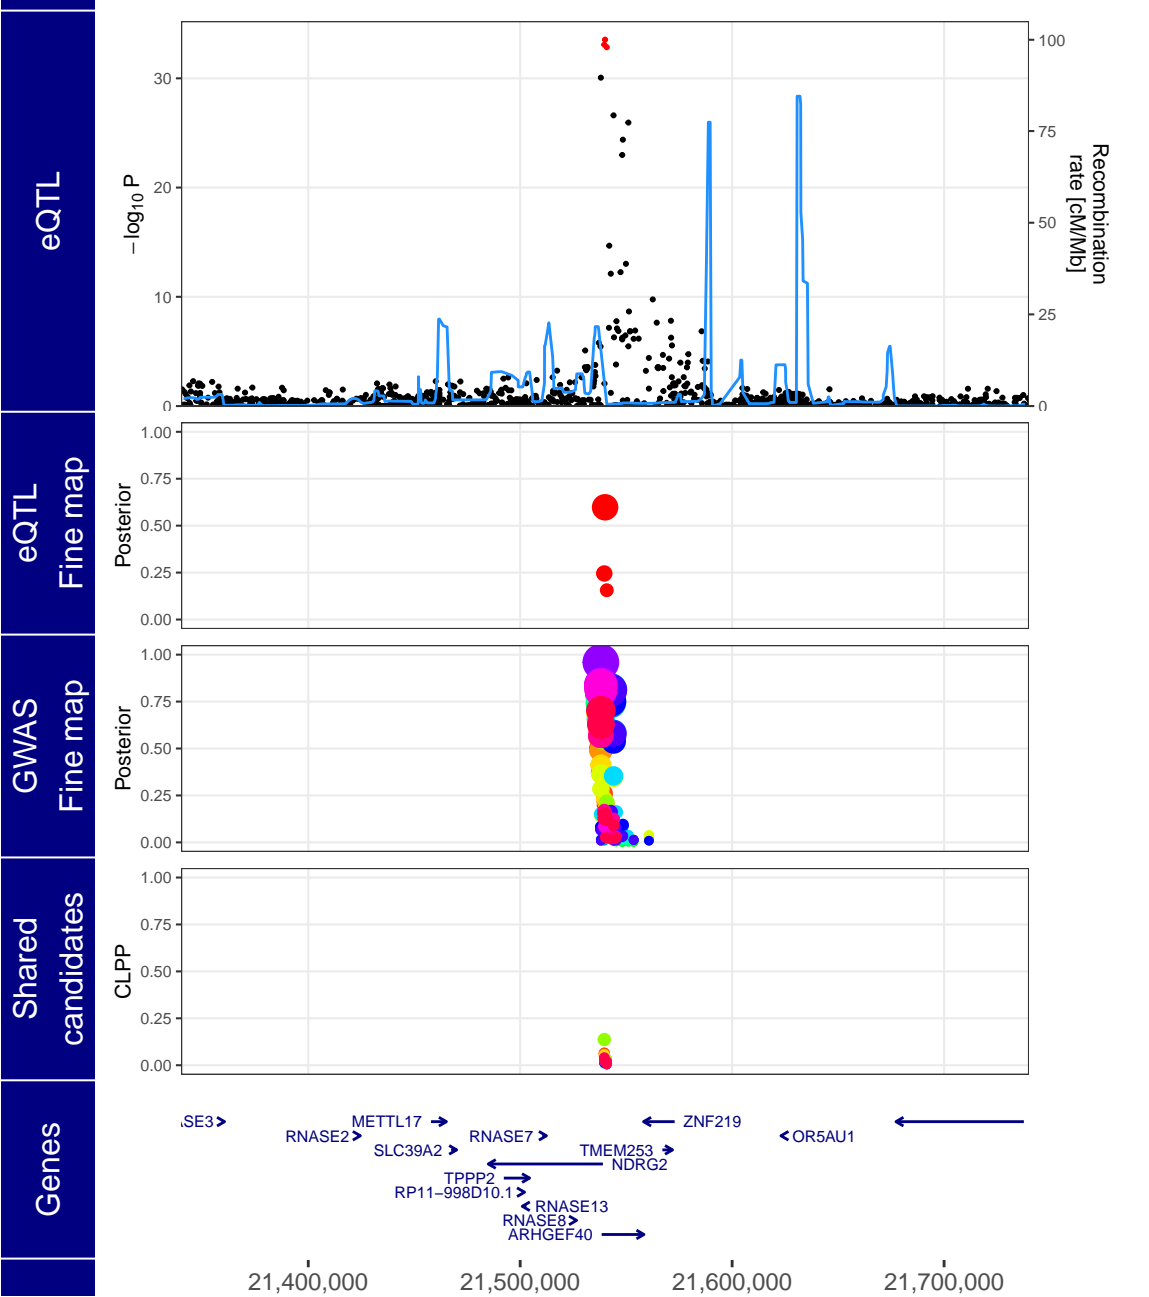 eQTL
−log10 P
30
20
10
0
100
75
50
25
0
Recombination
rate [cM/Mb]
eQTL
Fine map
Posterior
1.00
0.75
0.50
0.25
0.00
GWAS
Fine map
Posterior
1.00
0.75
0.50
0.25
0.00
Shared
candidates
CLPP
1.00
0.75
0.50
0.25
0.00
Genes
ASE3
METTL17
ZNF219
RNASE2
RNASE7
OR5AU1
SLC39A2
TMEM253
NDRG2
TPPP2
RP11−998D10.1
RNASE13
RNASE8
ARHGEF40
21,400,000
21,500,000
21,600,000
21,700,000